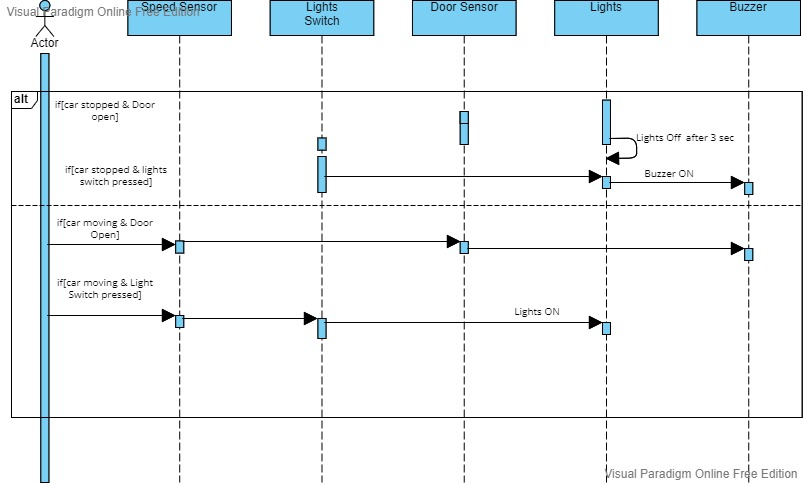 Visual Paradigm Online Free Edition
Speed Sensor
Lights
Switch
Door Sensor
Lights
Buzzer
Actor
alt
if[car stopped & Door
open]
Lights Off after 3 sec
if[car stopped & lights
switch pressed]
Buzzer ON
if[car moving & Door
Open]
if[car moving & Light
Switch pressed]
Lights ON
Visual Paradigm Online Free Edition